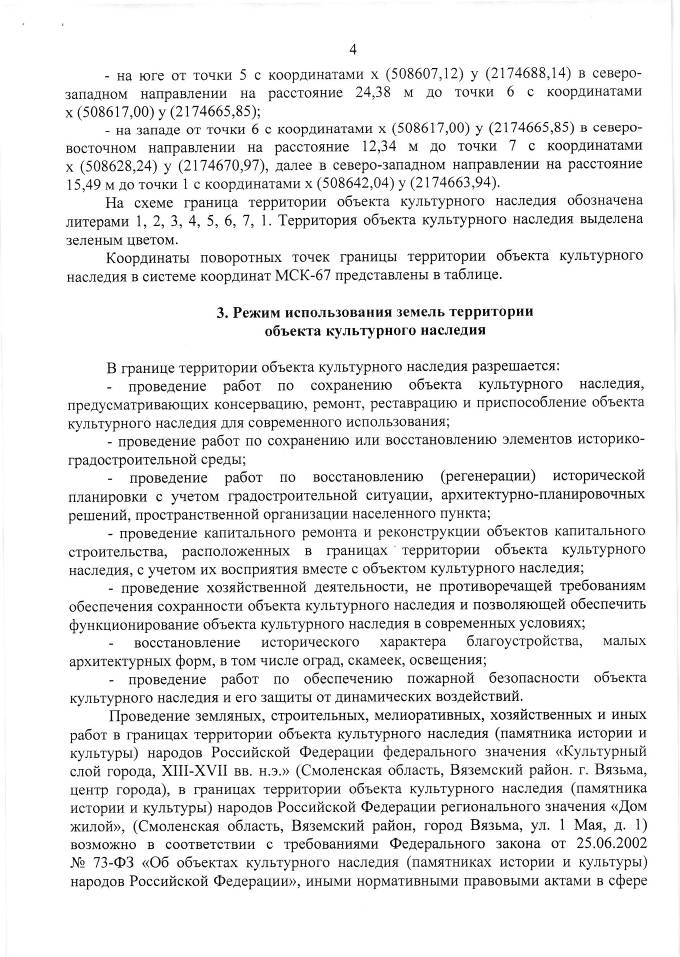 4
- на юге от точки 5 с координатами x (508607,12) y (2174688,14) в северо-
западном направлении на расстояние 24,38 м до точки 6 с координатами
x (508617,00) y (2174665,85);
- на западе от точки 6 с координатами x (508617,00) y (2174665,85) в северо-
восточном направлении на расстояние 12,34 м до точки 7 с координатами
x (508628,24) y (2174670,97), далее в северо-западном направлении на расстояние
15,49 м до точки 1 с координатами x (508642,04) y (2174663,94).
На схеме граница территории объекта культурного наследия обозначена
литерами 1, 2, 3, 4, 5, 6, 7, 1. Территория объекта культурного наследия выделена
зеленым цветом.
Координаты поворотных точек границы территории объекта культурного
наследия в системе координат МСК-67 представлены в таблице.
3. Режим использования земель территории
объекта культурного наследия
В границе территории объекта культурного наследия разрешается:
- проведение работ по сохранению объекта культурного наследия,
предусматривающих консервацию, ремонт, реставрацию и приспособление объекта
культурного наследия для современного использования;
- проведение работ по сохранению или восстановлению элементов историко-
градостроительной среды;
- проведение работ по восстановлению (регенерации) исторической
планировки с учетом градостроительной ситуации, архитектурно-планировочных
решений, пространственной организации населенного пункта;
- проведение капитального ремонта и реконструкции объектов капитального
строительства, расположенных в границах территории объекта культурного
наследия, с учетом их восприятия вместе с объектом культурного наследия;
- проведение хозяйственной деятельности, не противоречащей требованиям
обеспечения сохранности объекта культурного наследия и позволяющей обеспечить
функционирование объекта культурного наследия в современных условиях;
- восстановление исторического характера благоустройства, малых
архитектурных форм, в том числе оград, скамеек, освещения;
- проведение работ по обеспечению пожарной безопасности объекта
культурного наследия и его защиты от динамических воздействий.
Проведение земляных, строительных, мелиоративных, хозяйственных и иных
работ в границах территории объекта культурного наследия (памятника истории и
культуры) народов Российской Федерации федерального значения «Культурный
слой города, XIII-XVII вв. н.э.» (Смоленская область, Вяземский район. г. Вязьма,
центр города), в границах территории объекта культурного наследия (памятника
истории и культуры) народов Российской Федерации регионального значения «Дом
жилой», (Смоленская область, Вяземский район, город Вязьма, ул. 1 Мая, д. 1)
возможно в соответствии с требованиями Федерального закона от 25.06.2002
№ 73-ФЗ «Об объектах культурного наследия (памятниках истории и культуры)
народов Российской Федерации», иными нормативными правовыми актами в сфере